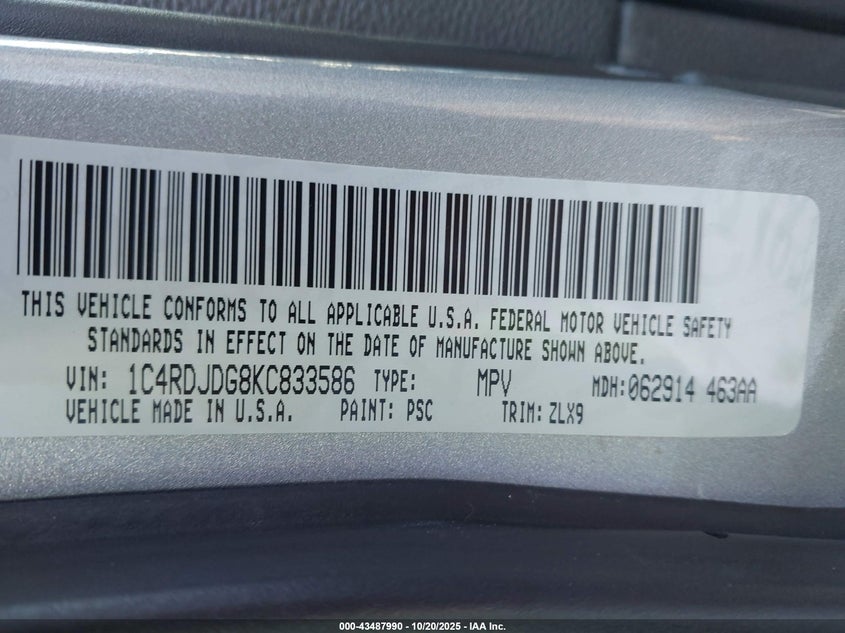 THIS VEHICLE CONFORMS TO ALL APPLICABLE U.S.A. FEDERAL MOTOR VEHICLE SAFETY
STANDARDS IN EFFECT ON THE DATE OF MANUFACTURE SHOWN ABOVE.
VIN: 1C4RDJDG8KC833586 TYPE: MPV MDH:062914 463AA
VEHICLE MADE IN U.S.A. PAINT: PSC TRIM: ZLX9
000-43487990 - 10/20/2025 - IAA Inc.